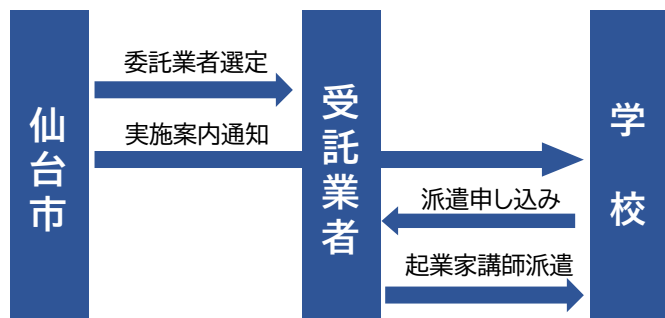 仙台市
委託業者選定
実施案内通知
受託業者
派遣申し込み
起業家講師派遣
学校